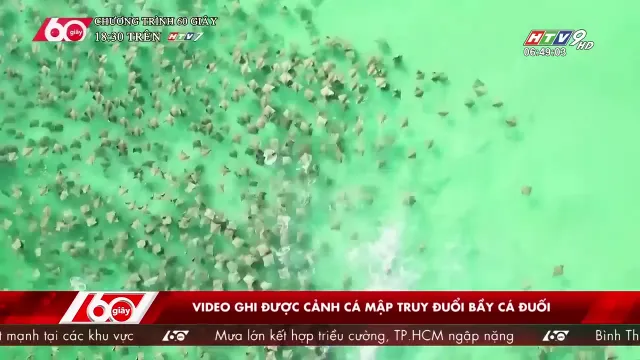 60 giây
CHƯƠNG TRÌNH 60 GIÂY
18:30 TRÊN HTV7
HTV9 HD
06:49:03
60 giây
VIDEO GHI ĐƯỢC CẢNH CÁ MẬP TRUY ĐUỔI BẦY CÁ ĐUỐI
t mạnh tại các khu vực 60 Mưa lớn kết hợp triều cường, TP.HCM ngập nặng 60 Bình Th